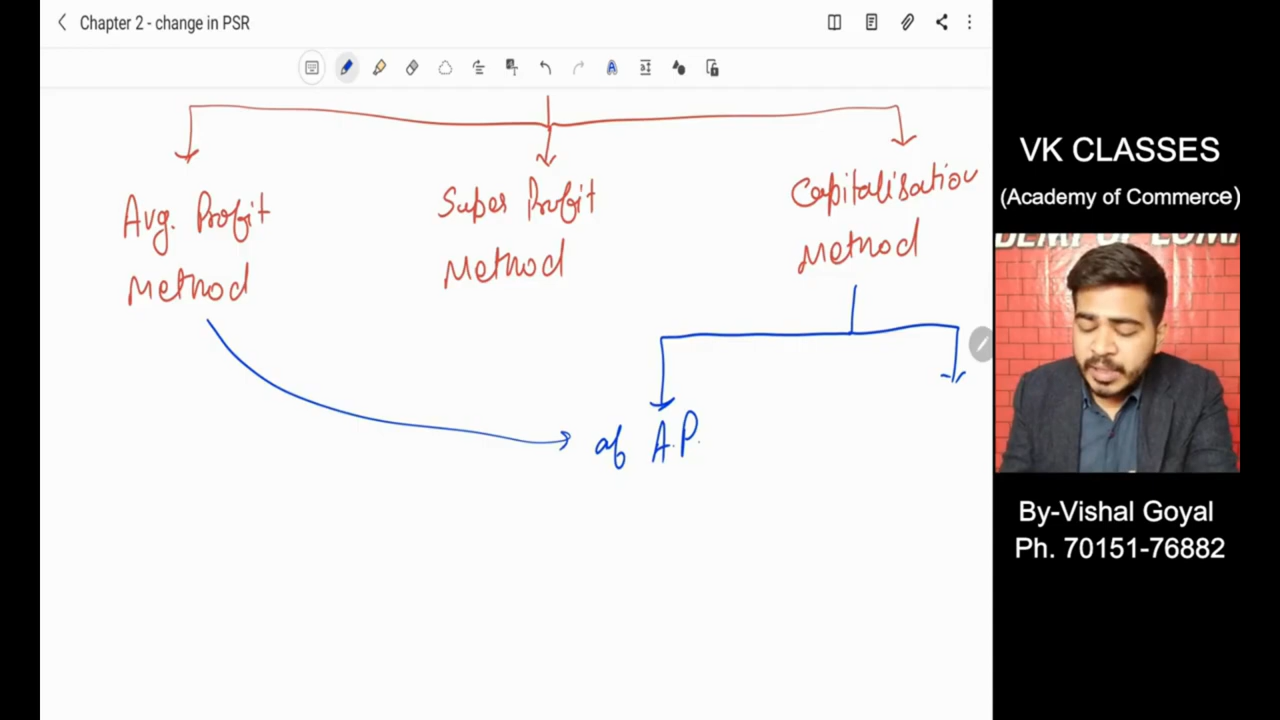 Chapter 2 - change in PSR
Avg. Profit
Method
Super Profit
Method
Capitalisation
Method
of A.P.
VK CLASSES
(Academy of Commerce)
By-Vishal Goyal
Ph. 70151-76882